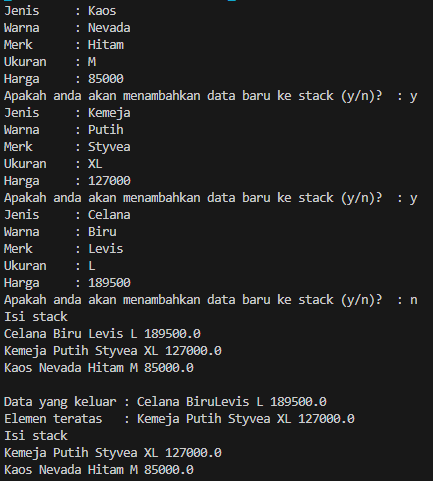 Jenis     : Kaos
Warna     : Nevada
Merk      : Hitam
Ukuran    : M
Harga     : 85000
Apakah anda akan menambahkan data baru ke stack (y/n)?  : y
Jenis     : Kemeja
Warna     : Putih
Merk      : Styvea
Ukuran    : XL
Harga     : 127000
Apakah anda akan menambahkan data baru ke stack (y/n)?  : y
Jenis     : Celana
Warna     : Biru
Merk      : Levis
Ukuran    : L
Harga     : 189500
Apakah anda akan menambahkan data baru ke stack (y/n)?  : n
Isi stack
Celana Biru Levis L 189500.0
Kemeja Putih Styvea XL 127000.0
Kaos Nevada Hitam M 85000.0

Data yang keluar : Celana BiruLevis L 189500.0
Elemen teratas   : Kemeja Putih Styvea XL 127000.0
Isi stack
Kemeja Putih Styvea XL 127000.0
Kaos Nevada Hitam M 85000.0